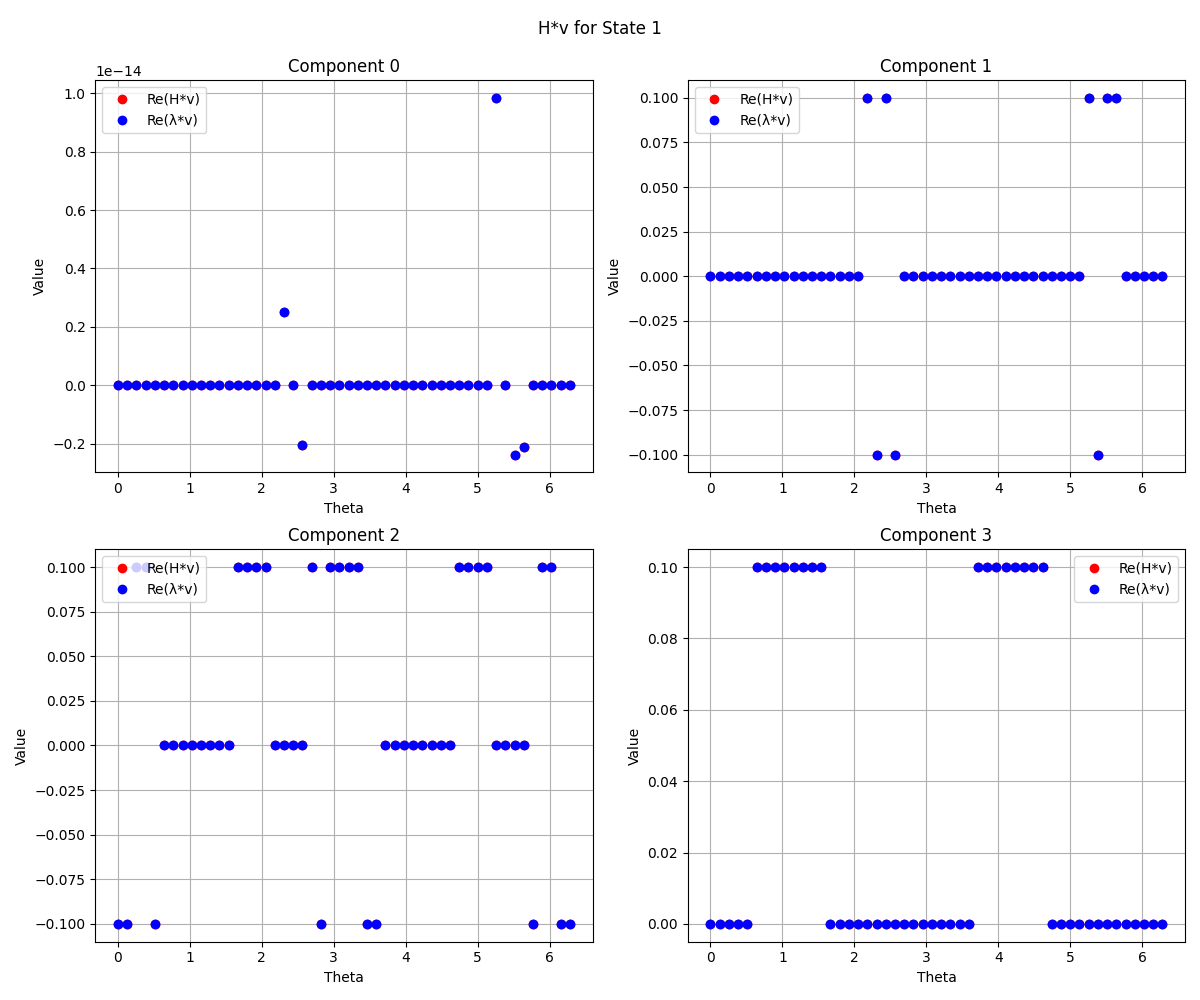 H*v for State 1
Component 0
1e−14
Re(H*v)
Re(λ*v)
1.0
0.8
0.6
0.4
0.2
0.0
−0.2
Value
0 1 2 3 4 5 6
Theta
Component 1
Re(H*v)
Re(λ*v)
0.100
0.075
0.050
0.025
0.000
−0.025
−0.050
−0.075
−0.100
Value
0 1 2 3 4 5 6
Theta
Component 2
Re(H*v)
Re(λ*v)
0.100
0.075
0.050
0.025
0.000
−0.025
−0.050
−0.075
−0.100
Value
0 1 2 3 4 5 6
Theta
Component 3
Re(H*v)
Re(λ*v)
0.10
0.08
0.06
0.04
0.02
0.00
Value
0 1 2 3 4 5 6
Theta